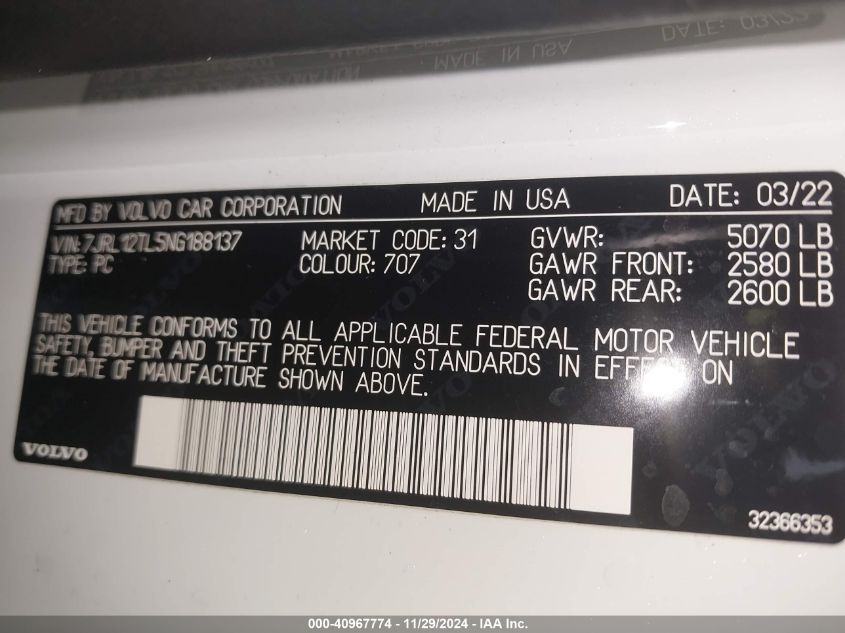 MFD BY VOLVO CAR CORPORATION MADE IN USA DATE: 03/22
VIN: 7JRL12TL5NG188137 MARKET CODE: 31 GVWR: 5070 LB
TYPE: PC COLOUR: 707 GAWR FRONT: 2580 LB
GAWR REAR: 2600 LB
THIS VEHICLE CONFORMS TO ALL APPLICABLE FEDERAL MOTOR VEHICLE
SAFETY, BUMPER AND THEFT PREVENTION STANDARDS IN EFFECT ON
THE DATE OF MANUFACTURE SHOWN ABOVE.
VOLVO
32366353
000-40967774 - 11/29/2024 - IAA Inc.